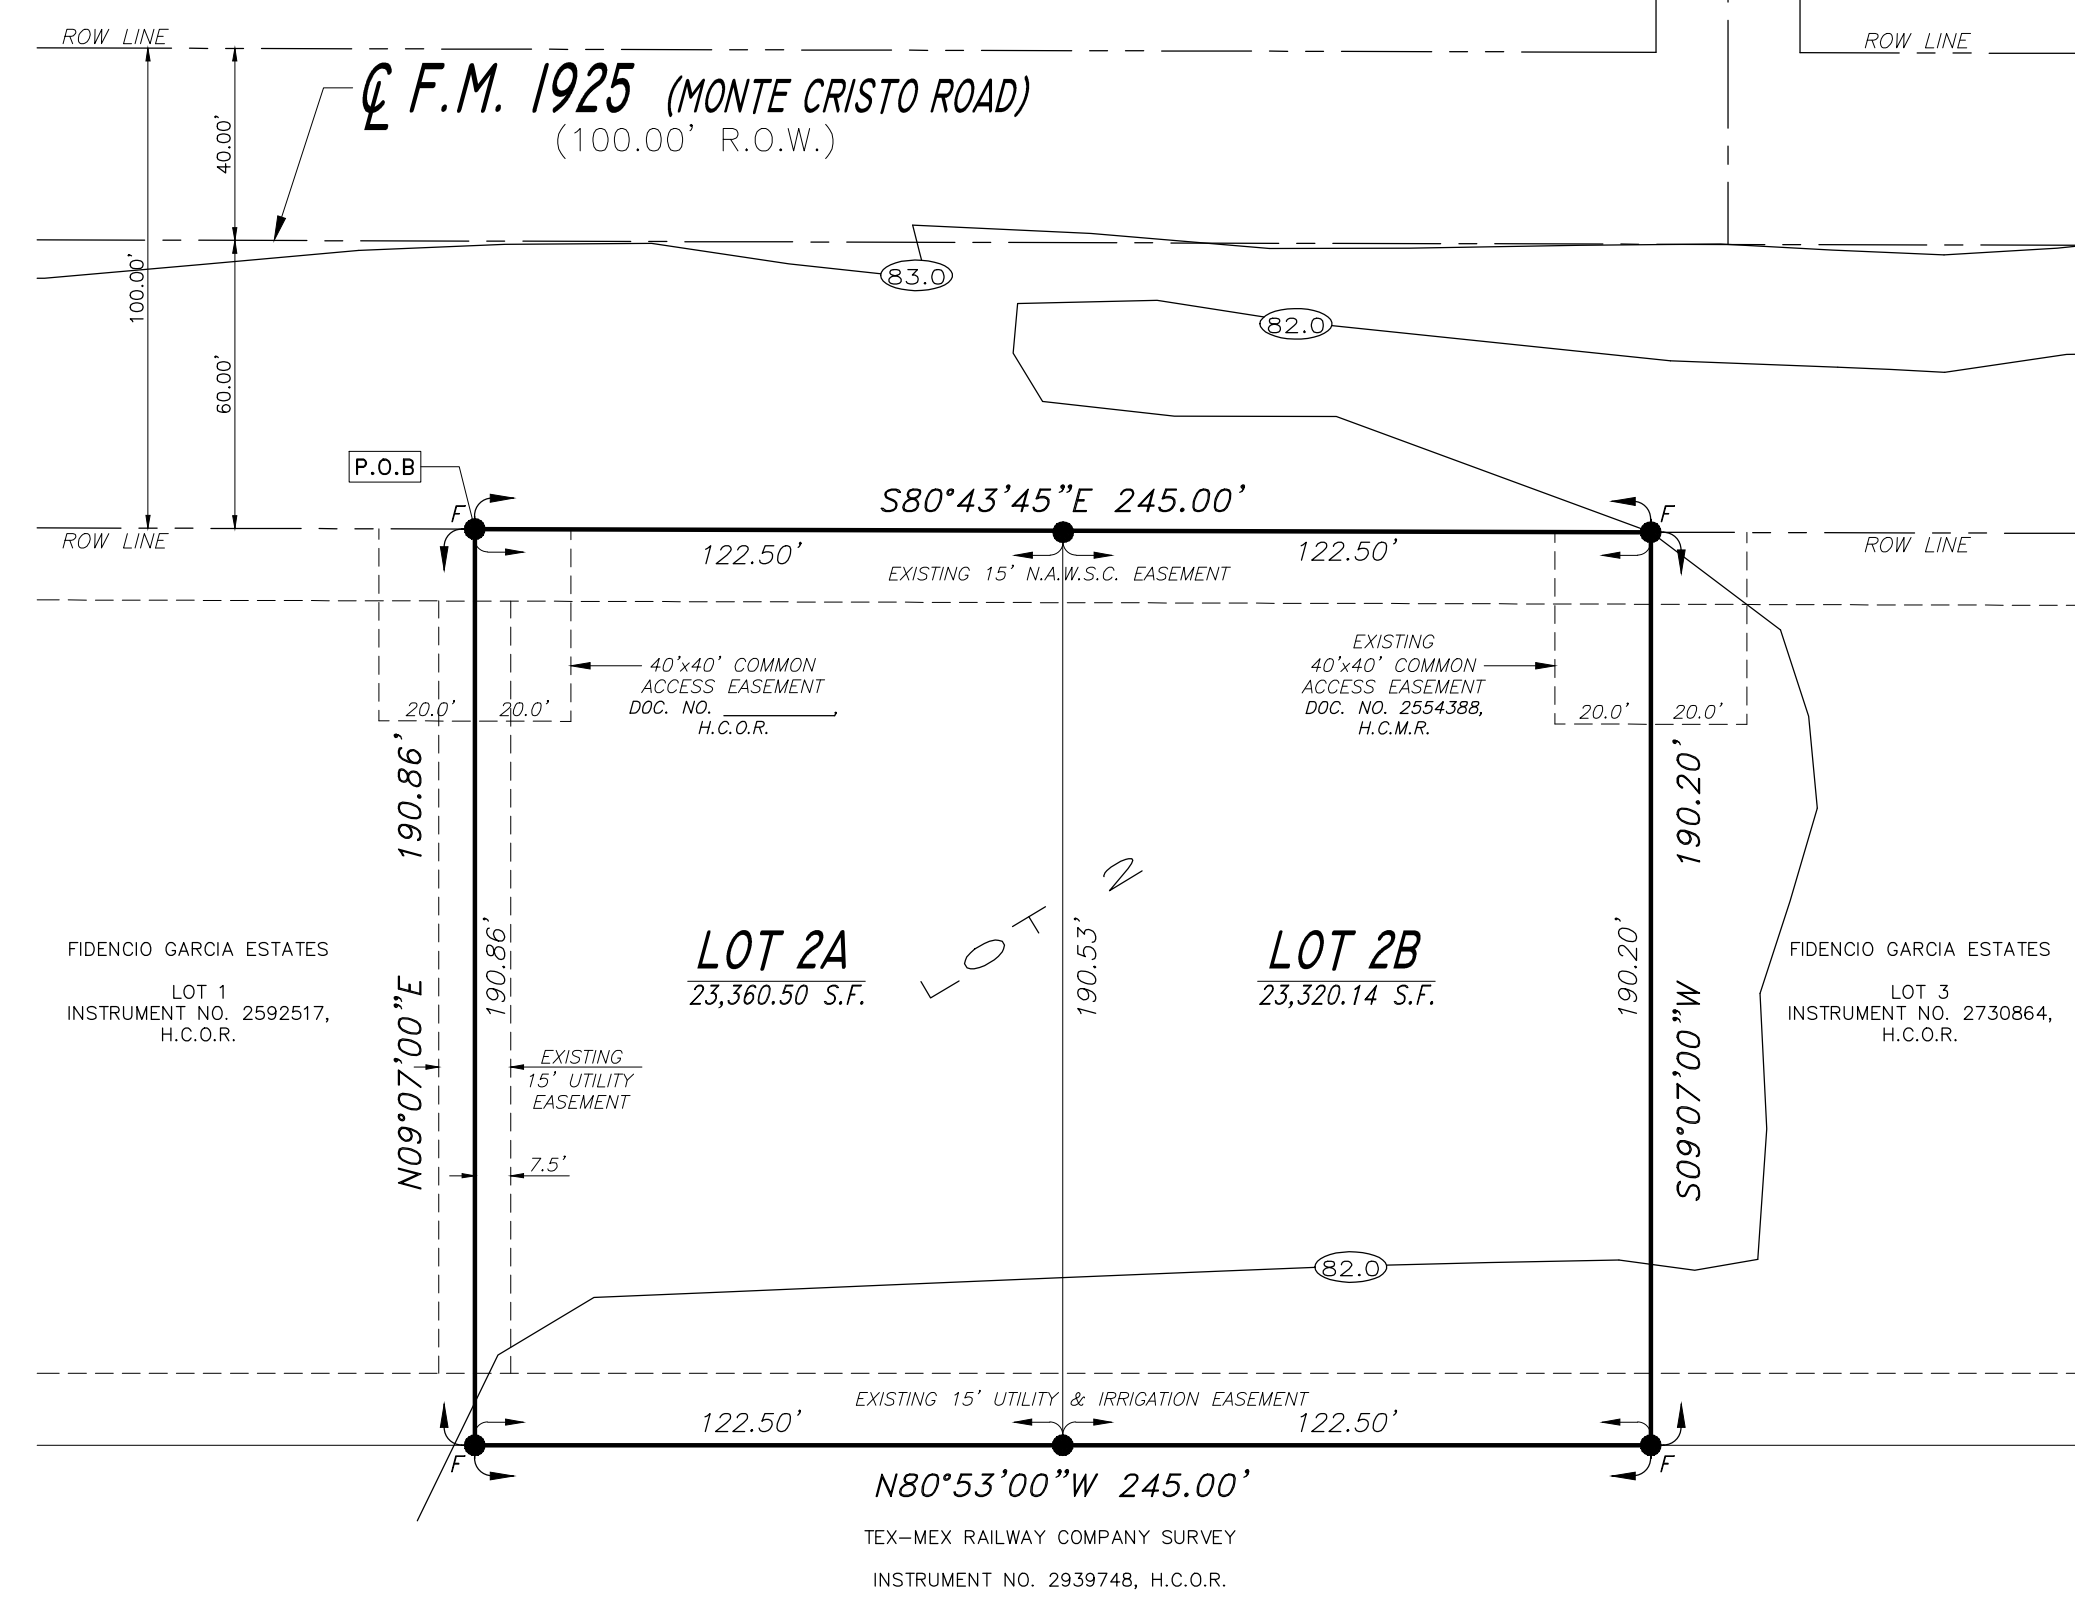 ROW LINE
ROW LINE
℄ F.M. 1925 (MONTE CRISTO ROAD)
(100.00' R.O.W.)
40.00'
100.00'
60.00'
83.0
82.0
P.O.B
F
S80°43'45"E 245.00'
F
ROW LINE
ROW LINE
122.50'
122.50'
EXISTING 15' N.A.W.S.C. EASEMENT
40'x40' COMMON
ACCESS EASEMENT
DOC. NO. ____________,
H.C.O.R.
EXISTING
40'x40' COMMON
ACCESS EASEMENT
DOC. NO. 2554388,
H.C.M.R.
20.0'
20.0'
20.0'
20.0'
N09°07'00"E 190.86'
S09°07'00"W 190.20'
LOT 2
FIDENCIO GARCIA ESTATES
LOT 1
INSTRUMENT NO. 2592517,
H.C.O.R.
190.86'
LOT 2A
23,360.50 S.F.
190.53'
LOT 2B
23,320.14 S.F.
190.20'
FIDENCIO GARCIA ESTATES
LOT 3
INSTRUMENT NO. 2730864,
H.C.O.R.
EXISTING
15' UTILITY
EASEMENT
7.5'
82.0
EXISTING 15' UTILITY & IRRIGATION EASEMENT
122.50'
122.50'
F
F
N80°53'00"W 245.00'
TEX-MEX RAILWAY COMPANY SURVEY
INSTRUMENT NO. 2939748, H.C.O.R.